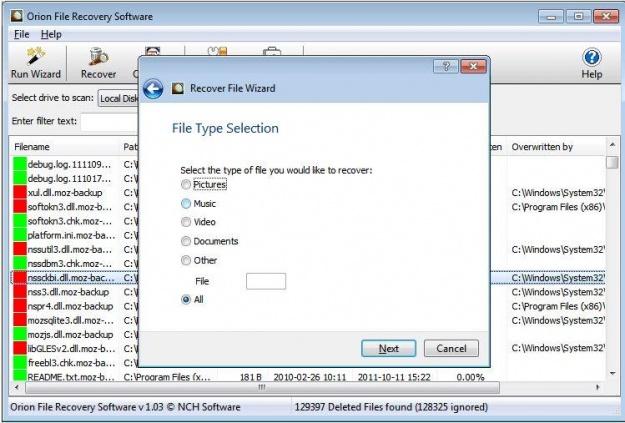 Orion File Recovery Software
File Help
Run Wizard Recover Help
Select drive to scan: Local Disk
Enter filter text:
Recover File Wizard
File Type Selection
Select the type of file you would like to recover:
Pictures
Music
Video
Documents
Other
File
All
Next Cancel
Filename Overwritten by
debug.log.111109...
debug.log.111017...
xul.dll.moz-backup C:\Windows\System32\
softokn3.dll.moz-b... C:\Program Files (x86)\
softokn3.chk.moz-...
platform.ini.moz-ba...
nssutil3.dll.moz-ba... C:\Windows\System32\
nssdbm3.chk.moz-...
nssckbi.dll.moz-bac... C:\Windows\System32\
nss3.dll.moz-backup C:\Windows\System32\
nspr4.dll.moz-backup C:\Program Files (x86)\
mozsqlite3.dll.moz-... C:\Windows\System32\
mozjs.dll.moz-backup
libGLESv2.dll.moz-b... C:\Windows\System32\
freebl3.chk.moz-ba...
README.txt.moz-b... C:\Program Files (x... 181 B 2010-02-26 10:11 2011-10-11 15:22 0.00%
Orion File Recovery Software v 1.03 © NCH Software 129397 Deleted Files found (128325 ignored)